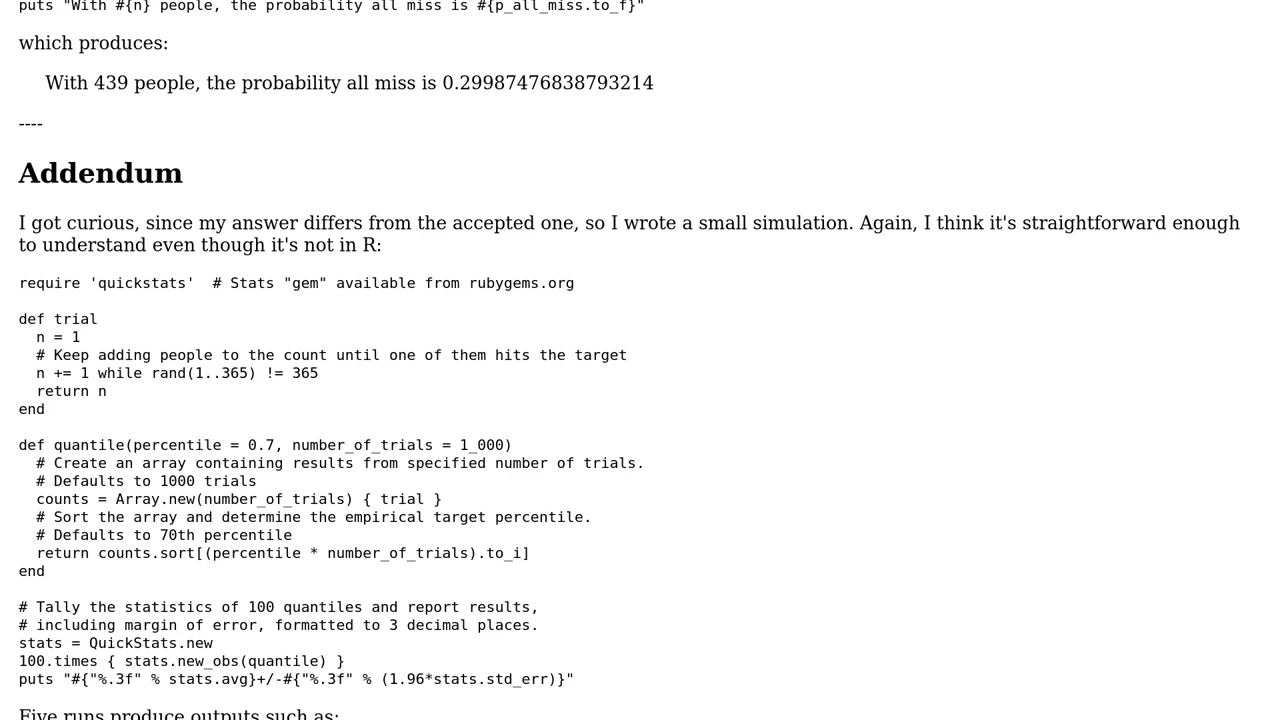 puts "With #{n} people, the probability all miss is #{p_all_miss.to_f}"
which produces:
With 439 people, the probability all miss is 0.29987476838793214
----
Addendum
I got curious, since my answer differs from the accepted one, so I wrote a small simulation. Again, I think it's straightforward enough
to understand even though it's not in R:
require 'quickstats'  # Stats "gem" available from rubygems.org

def trial
  n = 1
  # Keep adding people to the count until one of them hits the target
  n += 1 while rand(1..365) != 365
  return n
end

def quantile(percentile = 0.7, number_of_trials = 1_000)
  # Create an array containing results from specified number of trials.
  # Defaults to 1000 trials
  counts = Array.new(number_of_trials) { trial }
  # Sort the array and determine the empirical target percentile.
  # Defaults to 70th percentile
  return counts.sort[(percentile * number_of_trials).to_i]
end

# Tally the statistics of 100 quantiles and report results,
# including margin of error, formatted to 3 decimal places.
stats = QuickStats.new
100.times { stats.new_obs(quantile) }
puts "#{"%.3f" % stats.avg}+/-#{"%.3f" % (1.96*stats.std_err)}"
Five runs produce outputs such as: